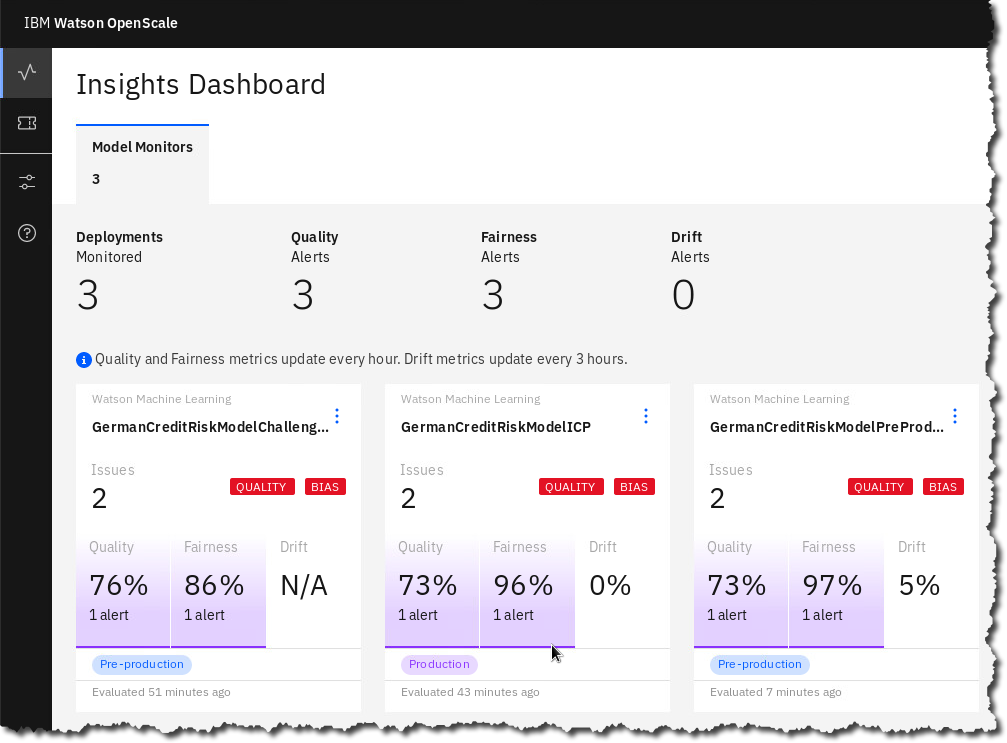 IBM Watson OpenScale
Insights Dashboard
Model Monitors
3
Deployments
Monitored
3
Quality
Alerts
3
Fairness
Alerts
3
Drift
Alerts
0
Quality and Fairness metrics update every hour. Drift metrics update every 3 hours.
Watson Machine Learning
GermanCreditRiskModelChalleng...
Issues
2
QUALITY BIAS
Quality Fairness Drift
76% 86% N/A
1 alert 1 alert
Pre-production
Evaluated 51 minutes ago
Watson Machine Learning
GermanCreditRiskModelICP
Issues
2
QUALITY BIAS
Quality Fairness Drift
73% 96% 0%
1 alert 1 alert
Production
Evaluated 43 minutes ago
Watson Machine Learning
GermanCreditRiskModelPreProd...
Issues
2
QUALITY BIAS
Quality Fairness Drift
73% 97% 5%
1 alert 1 alert
Pre-production
Evaluated 7 minutes ago